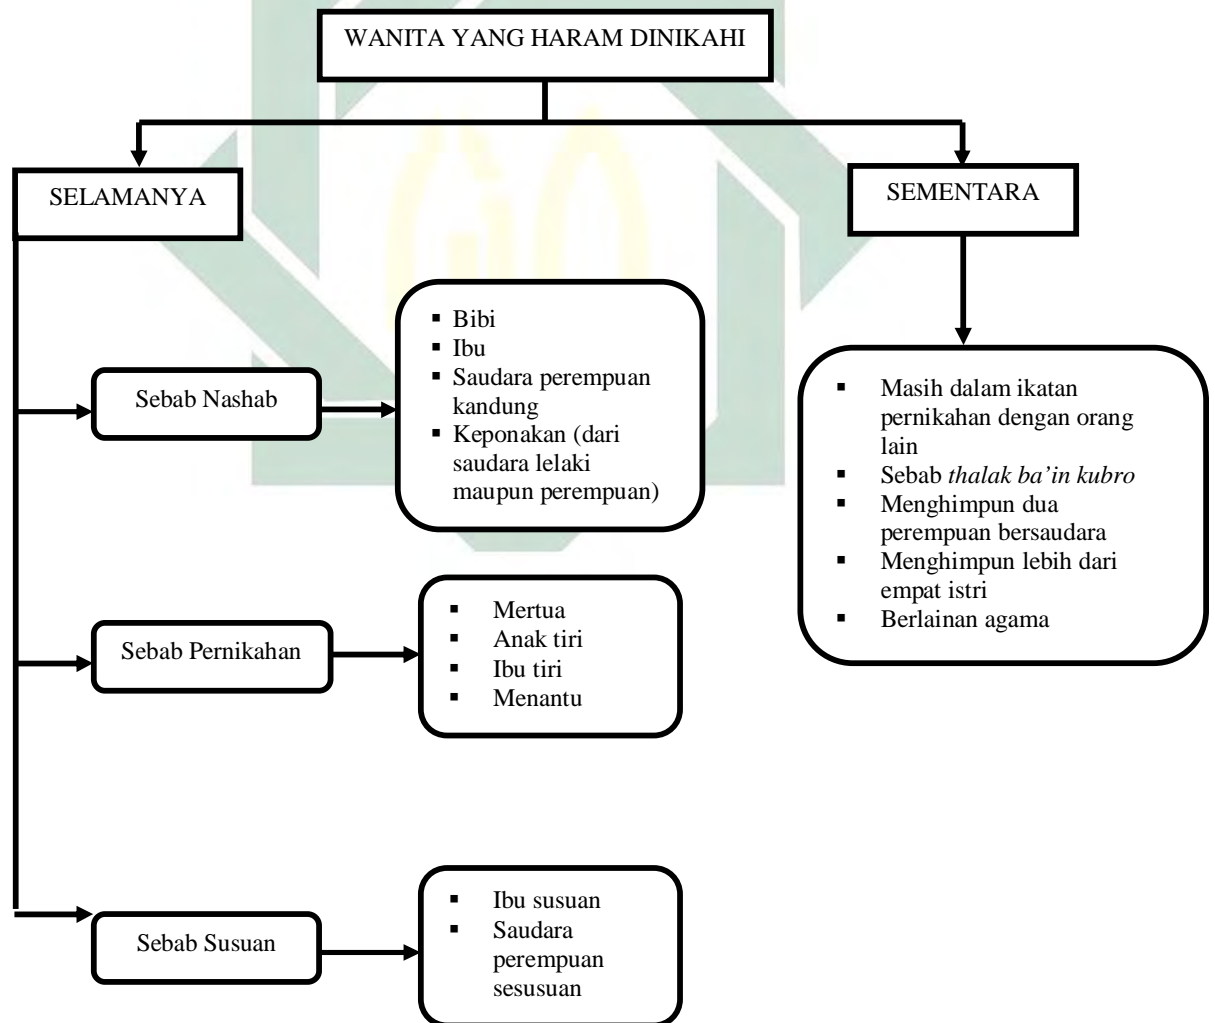 WANITA YANG HARAM DINIKAHI
SELAMANYA
SEMENTARA
Sebab Nashab
▪ Bibi
▪ Ibu
▪ Saudara perempuan
kandung
▪ Keponakan (dari
saudara lelaki
maupun perempuan)
▪ Masih dalam ikatan
pernikahan dengan orang
lain
▪ Sebab thalak ba’in kubro
▪ Menghimpun dua
perempuan bersaudara
▪ Menghimpun lebih dari
empat istri
▪ Berlainan agama
Sebab Pernikahan
▪ Mertua
▪ Anak tiri
▪ Ibu tiri
▪ Menantu
Sebab Susuan
▪ Ibu susuan
▪ Saudara
perempuan
sesusuan